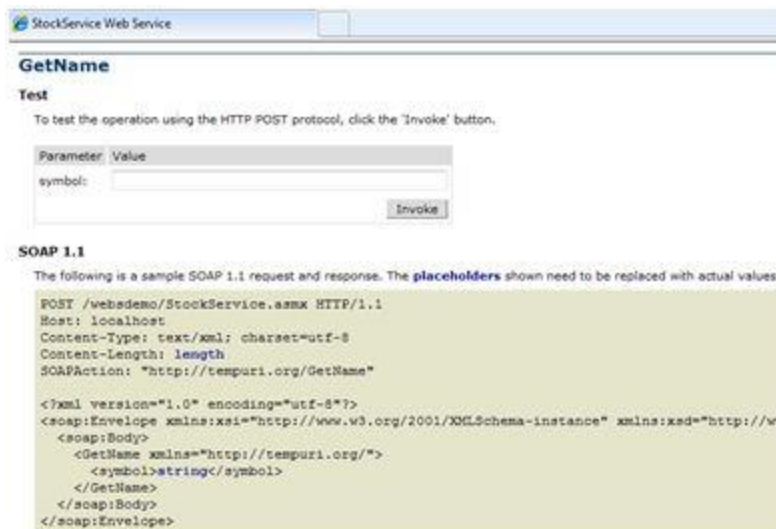 StockService Web Service
GetName
Test
To test the operation using the HTTP POST protocol, click the 'Invoke' button.
Parameter Value
symbol:
Invoke
SOAP 1.1
The following is a sample SOAP 1.1 request and response. The placeholders shown need to be replaced with actual values
POST /websdemo/StockService.asmx HTTP/1.1
Host: localhost
Content-Type: text/xml; charset=utf-8
Content-Length: length
SOAPAction: "http://tempuri.org/GetName"
<?xml version="1.0" encoding="utf-8"?>
<soap:Envelope xmlns:xsi="http://www.w3.org/2001/XMLSchema-instance" xmlns:xsd="http://w
<soap:Body>
<GetName xmlns="http://tempuri.org/">
<symbol>string</symbol>
</GetName>
</soap:Body>
</soap:Envelope>